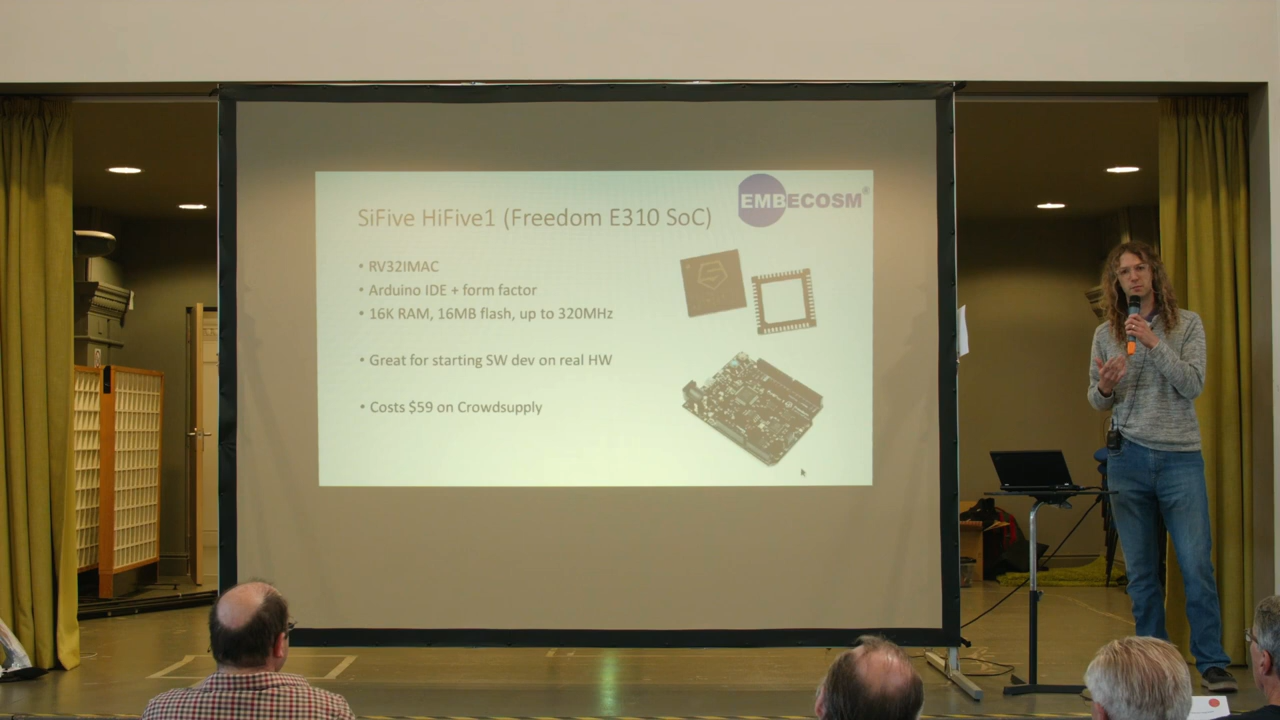 EMBECOSM®
SiFive HiFive1 (Freedom E310 SoC)
• RV32IMAC
• Arduino IDE + form factor
• 16K RAM, 16MB flash, up to 320MHz
• Great for starting SW dev on real HW
• Costs $59 on Crowdsupply